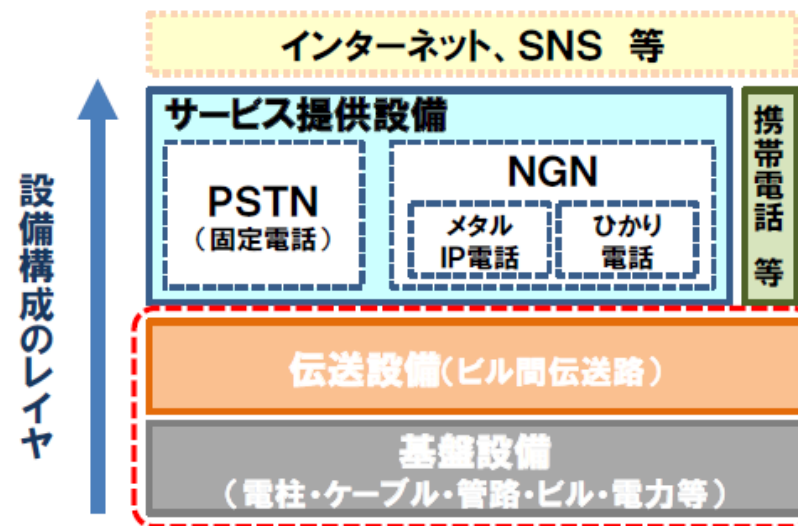 インターネット、SNS 等
設備構成のレイヤ
サービス提供設備
PSTN
（固定電話）
NGN
メタル
IP電話
ひかり
電話
携帯電話 等
伝送設備（ビル間伝送路）
基盤設備
（電柱・ケーブル・管路・ビル・電力等）